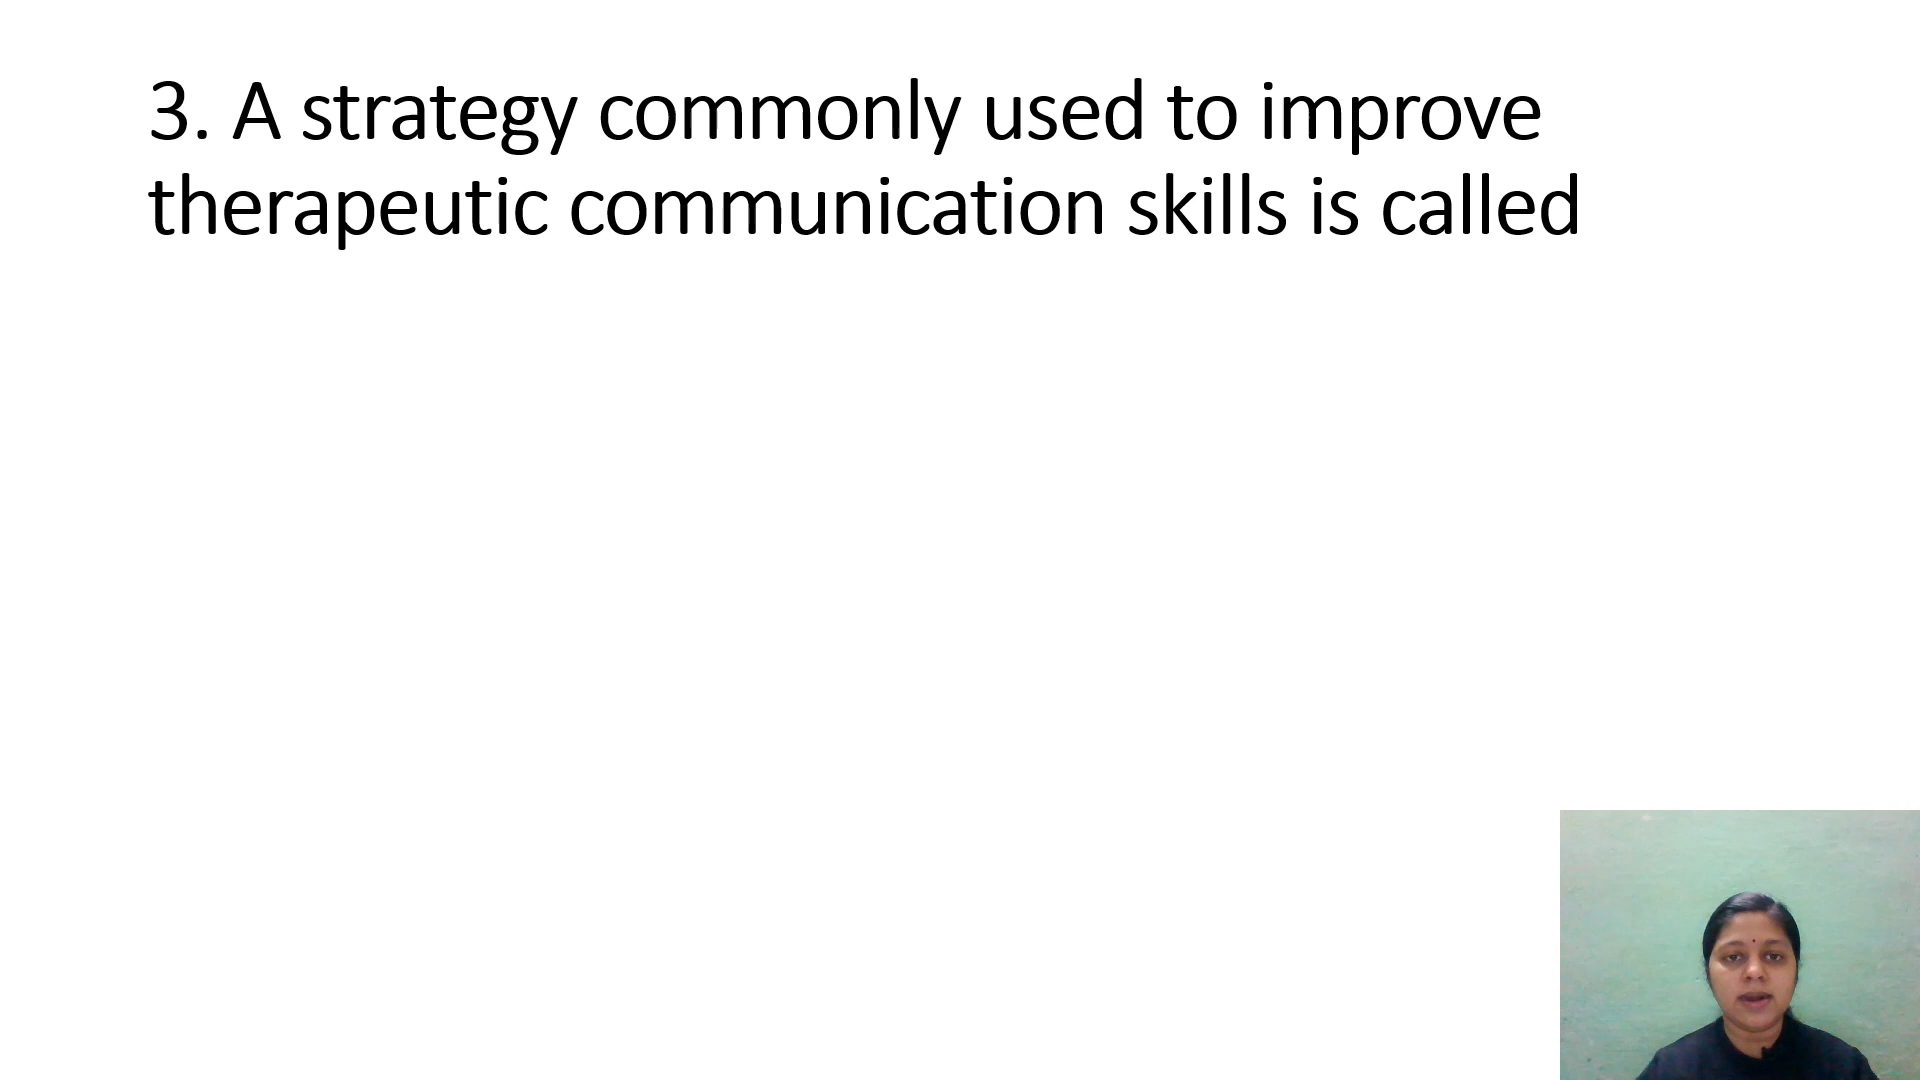 3. A strategy commonly used to improve
therapeutic communication skills is called